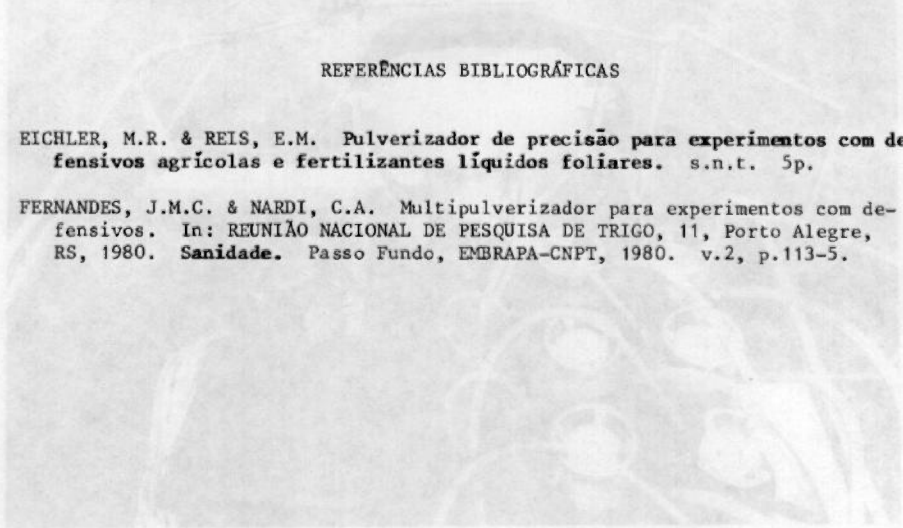 REFERÊNCIAS BIBLIOGRÁFICAS
EICHLER, M.R. & REIS, E.M. Pulverizador de precisão para experimentos com de
fensivos agrícolas e fertilizantes líquidos foliares. s.n.t. 5p.
FERNANDES, J.M.C. & NARDI, C.A. Multipulverizador para experimentos com de-
fensivos. In: REUNIÃO NACIONAL DE PESQUISA DE TRIGO, 11, Porto Alegre,
RS, 1980. Sanidade. Passo Fundo, EMBRAPA-CNPT, 1980. v.2, p.113-5.